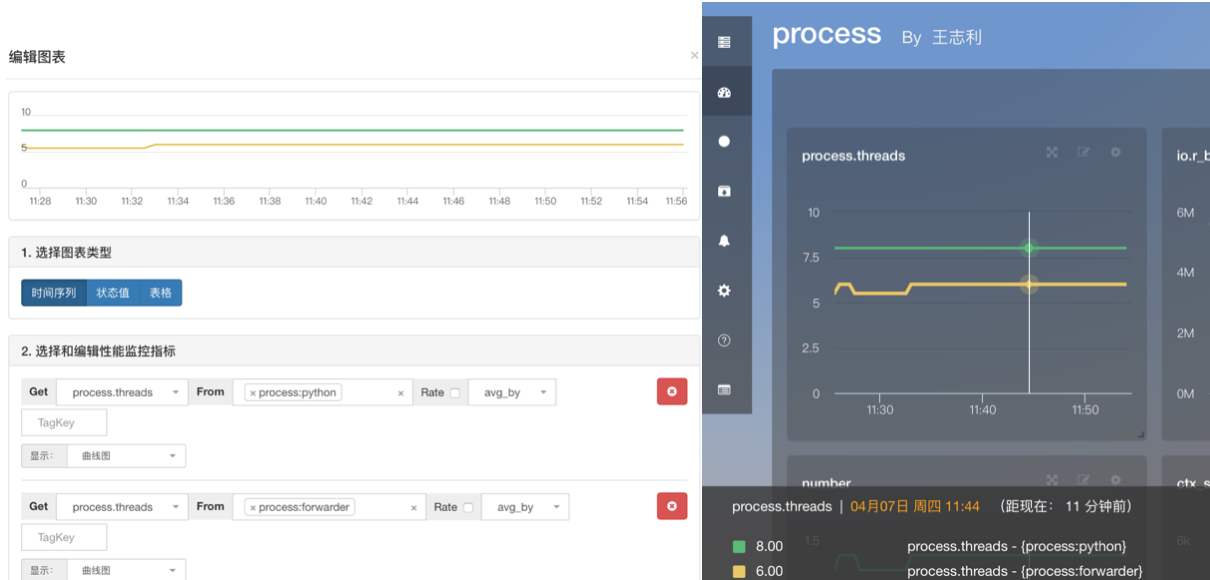 编辑图表
×
10
5
0
11:28 11:30 11:32 11:34 11:36 11:38 11:40 11:42 11:44 11:46 11:48 11:50 11:52 11:54 11:56
1. 选择图表类型
时间序列 状态值 表格
2. 选择和编辑性能监控指标
Get process.threads From × process:python × Rate avg_by
TagKey
显示: 曲线图
Get process.threads From × process:forwarder × Rate avg_by
TagKey
显示: 曲线图
process By 王志利
process.threads
10
7.5
5
2.5
0
11:30 11:40 11:50
io.r_b
6M
4M
2M
0M
number
ctx_s
process.threads | 04月07日 周四 11:44 (距现在: 11 分钟前)
1.5
6k
8.00 process.threads - {process:python}
6.00 process.threads - {process:forwarder}